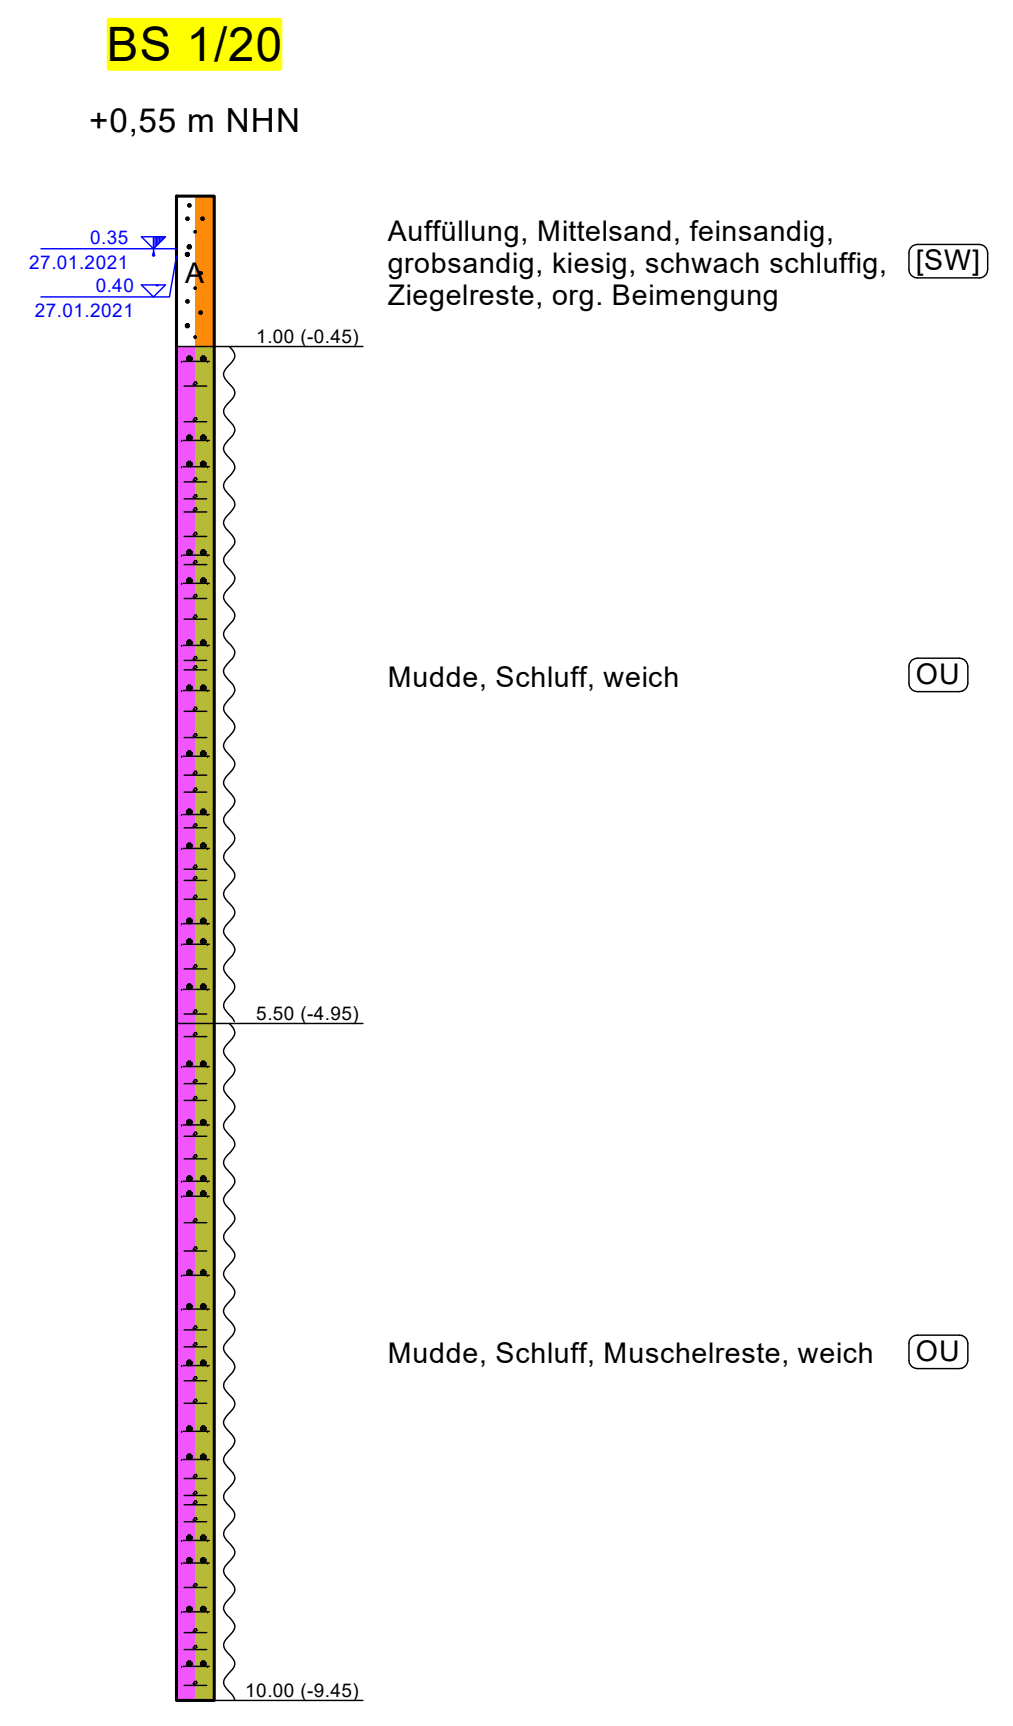 BS 1/20
+0,55 m NHN
0.35
27.01.2021
0.40
27.01.2021
A
Auffüllung, Mittelsand, feinsandig,
grobsandig, kiesig, schwach schluffig,
Ziegelreste, org. Beimengung
[SW]
1.00 (-0.45)
Mudde, Schluff, weich
OU
5.50 (-4.95)
Mudde, Schluff, Muschelreste, weich
OU
10.00 (-9.45)